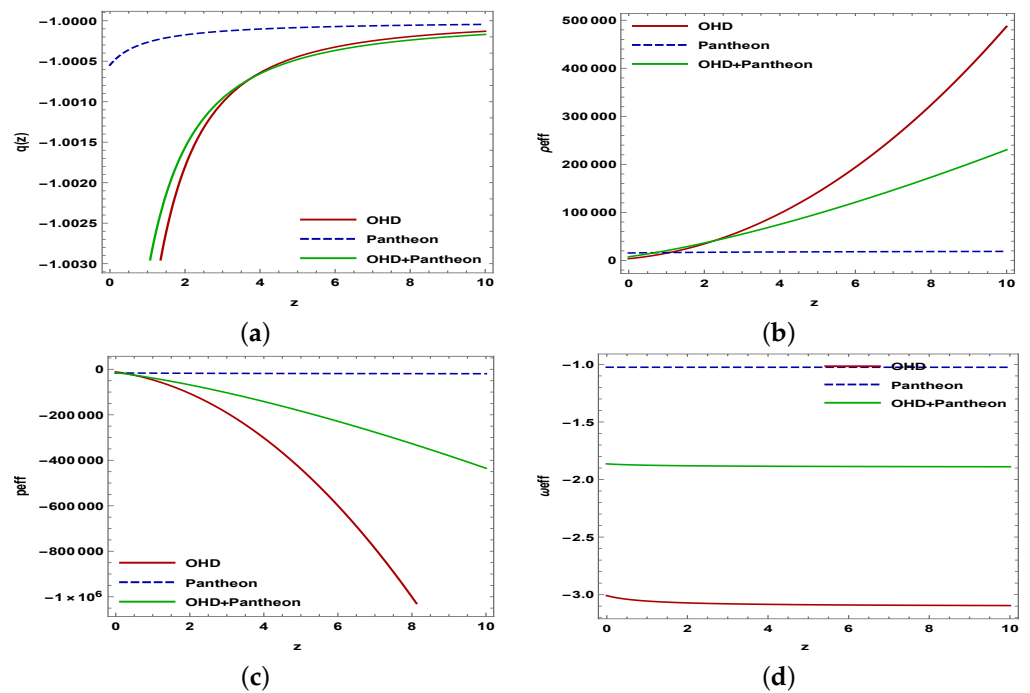 -1.0000
-1.0005
-1.0010
-1.0015
-1.0020
-1.0025
-1.0030
q(z)
OHD
Pantheon
OHD+Pantheon
0 2 4 6 8 10
z
(a)
500 000
400 000
300 000
200 000
100 000
0
ρeff
OHD
Pantheon
OHD+Pantheon
0 2 4 6 8 10
z
(b)
0
-200 000
-400 000
-600 000
-800 000
-1 × 10⁶
peff
OHD
Pantheon
OHD+Pantheon
0 2 4 6 8 10
z
(c)
-1.0
-1.5
-2.0
-2.5
-3.0
ωeff
OHD
Pantheon
OHD+Pantheon
0 2 4 6 8 10
z
(d)